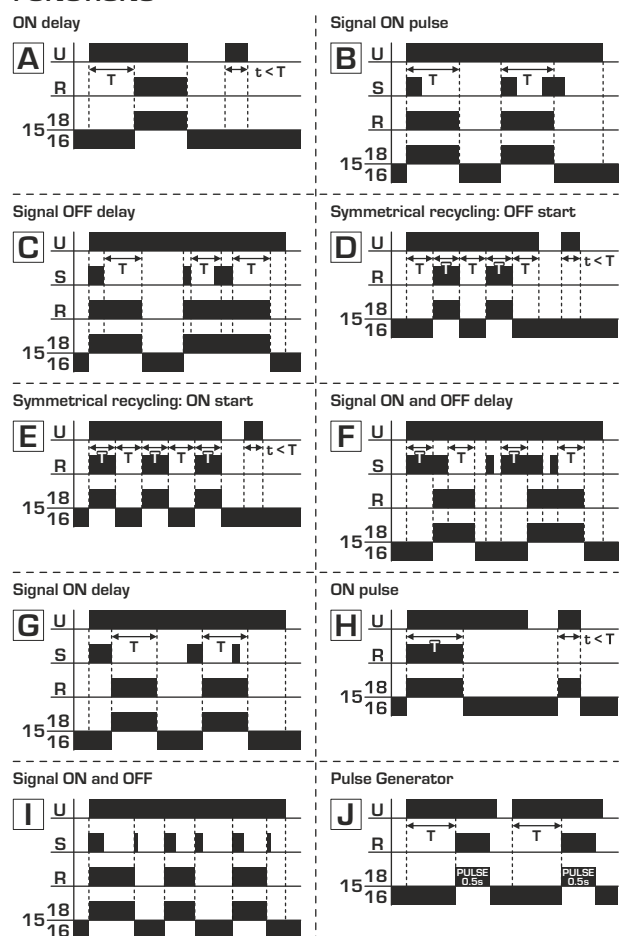 ON delay
A
U
T
t < T
R
15 18
16
Signal ON pulse
B
U
T T
S
R
15 18
16
Signal OFF delay
C
U
T T T
S
R
15 18
16
Symmetrical recycling: OFF start
D
U
T T T T T
t < T
R
15 18
16
Symmetrical recycling: ON start
E
U
T T T T T
t < T
R
15 18
16
Signal ON and OFF delay
F
U
T T T T
S
R
15 18
16
Signal ON delay
G
U
T T
S
R
15 18
16
ON pulse
H
U
T
t < T
R
15 18
16
Signal ON and OFF
I
U
S
R
15 18
16
Pulse Generator
J
U
T T
R
PULSE PULSE
0.5s 0.5s
15 18
16